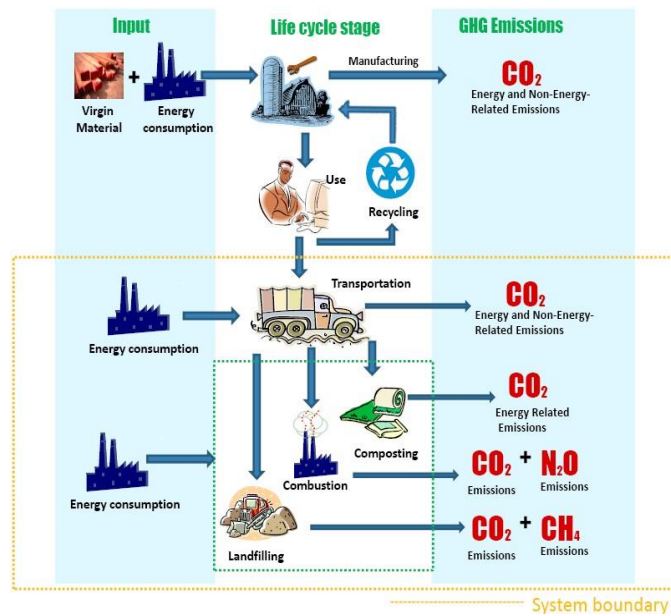 Input
Life cycle stage
GHG Emissions
Manufacturing
+
CO₂
Energy and Non-Energy-
Related Emissions
Virgin
Material
Energy
consumption
Use
Recycling
Transportation
CO₂
Energy and Non-Energy-
Related Emissions
Energy consumption
CO₂
Energy Related
Emissions
Composting
CO₂ + N₂O
Emissions
Emissions
Combustion
Energy consumption
CO₂ + CH₄
Emissions
Emissions
Landfilling
System boundary